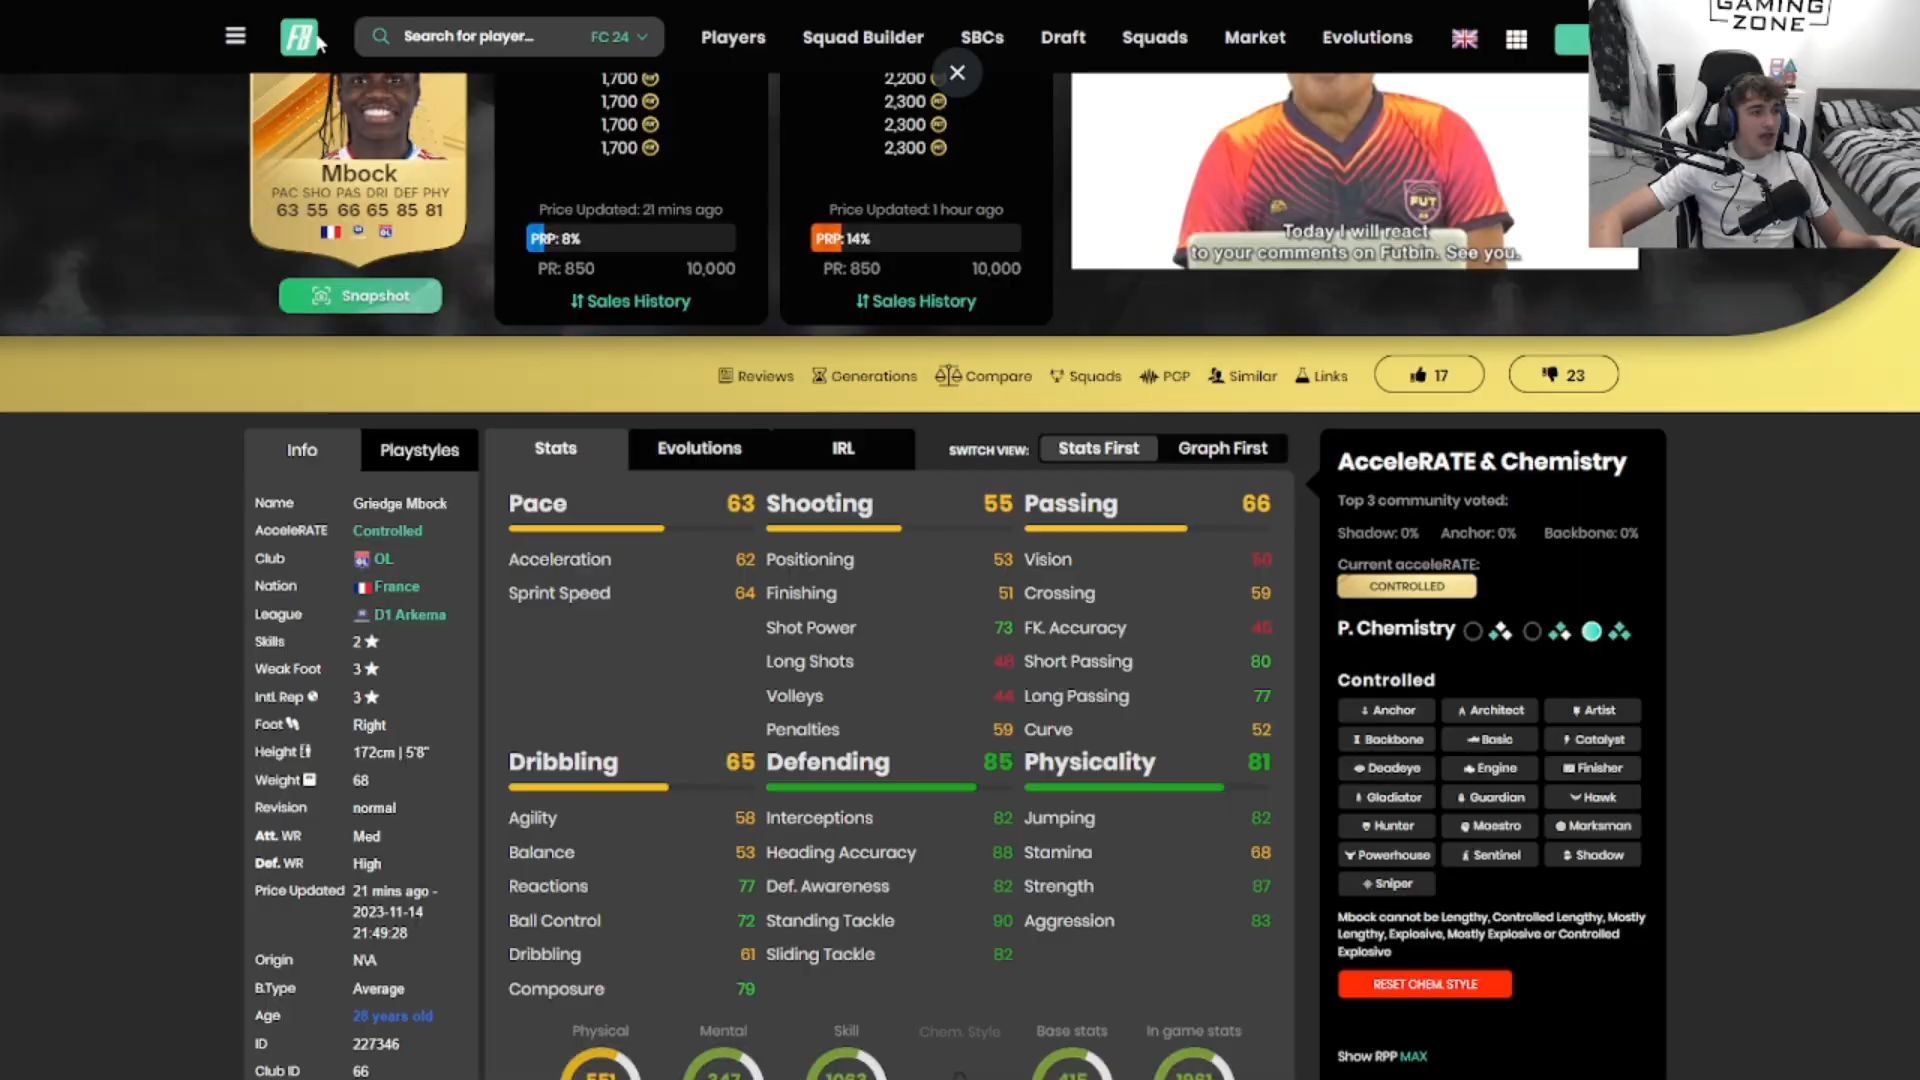 GAMING
ZONE
FB
Search for player...
FC 24
Players
Squad Builder
SBCs
Draft
Squads
Market
Evolutions
Mbock
PAC SHO PAS DRI DEF PHY
63 55 66 65 85 81
Snapshot
1,700
1,700
1,700
1,700
Price Updated: 21 mins ago
PRP: 8%
PR: 850 10,000
Sales History
2,200
2,300
2,300
2,300
Price Updated: 1 hour ago
PRP: 14%
PR: 850 10,000
Sales History
FUT
Today I will react
to your comments on Futbin. See you.
Reviews
Generations
Compare
Squads
PGP
Similar
Links
17
23
Info
Playstyles
Name Griedge Mbock
AcceleRATE Controlled
Club OL
Nation France
League D1 Arkema
Skills 2
Weak Foot 3
Intl. Rep 3
Foot Right
Height 172cm | 5'8"
Weight 68
Revision normal
Att. WR Med
Def. WR High
Price Updated 21 mins ago -
2023-11-14
21:49:28
Origin N\A
B.Type Average
Age 28 years old
ID 227346
Club ID 66
Stats
Evolutions
IRL
SWITCH VIEW:
Stats First
Graph First
Pace 63
Acceleration 62
Sprint Speed 64
Shooting 55
Positioning 53
Finishing 51
Shot Power 73
Long Shots 48
Volleys 44
Penalties 59
Passing 66
Vision
Crossing 59
FK. Accuracy 45
Short Passing 80
Long Passing 77
Curve 52
Dribbling 65
Agility 58
Balance 53
Reactions 77
Ball Control 72
Dribbling 61
Composure 79
Defending 85
Interceptions 82
Heading Accuracy 88
Def. Awareness 82
Standing Tackle 90
Sliding Tackle 82
Physicality 81
Jumping 82
Stamina 68
Strength 87
Aggression 83
Physical
551
Mental
347
Skill
1063
Chem. Style
Base stats
415
In game stats
1961
AcceleRATE & Chemistry
Top 3 community voted:
Shadow: 0% Anchor: 0% Backbone: 0%
Current acceleRATE:
CONTROLLED
P. Chemistry
Controlled
Anchor Architect Artist
Backbone Basic Catalyst
Deadeye Engine Finisher
Gladiator Guardian Hawk
Hunter Maestro Marksman
Powerhouse Sentinel Shadow
Sniper
Mbock cannot be Lengthy, Controlled Lengthy, Mostly
Lengthy, Explosive, Mostly Explosive or Controlled
Explosive
RESET CHEM. STYLE
Show RPP MAX